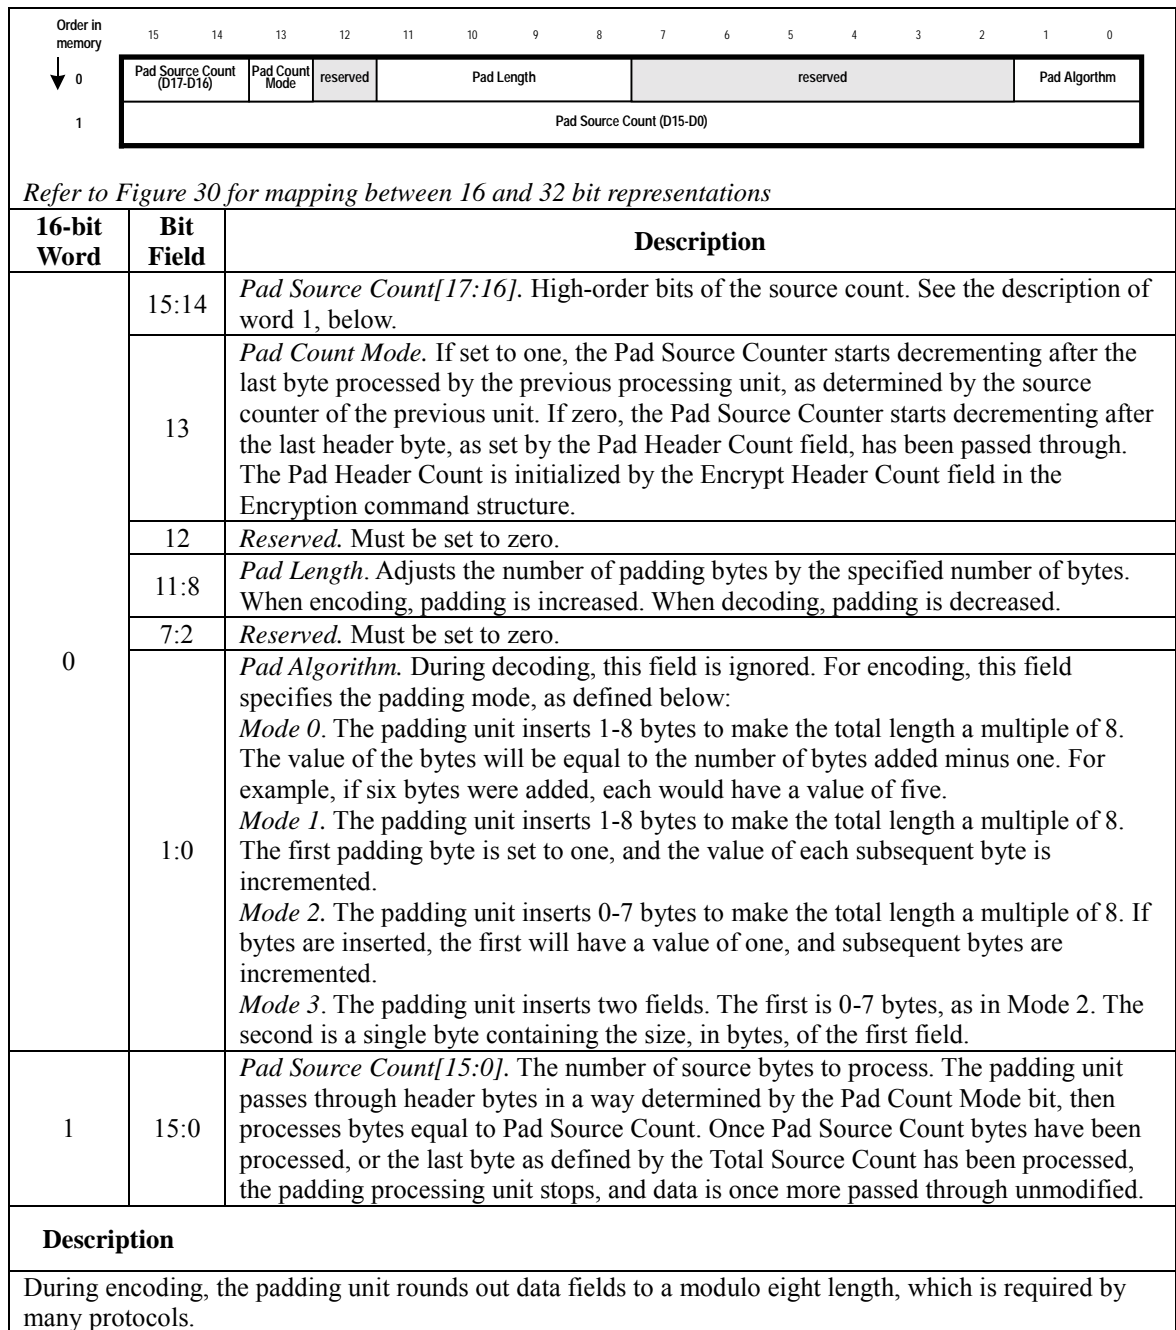 Order in
memory
15 14 13 12 11 10 9 8 7 6 5 4 3 2 1 0
0
Pad Source Count
(D17-D16)
Pad Count
Mode
reserved
Pad Length
reserved
Pad Algorthm
1
Pad Source Count (D15-D0)
Refer to Figure 30 for mapping between 16 and 32 bit representations
16-bit
Word
Bit
Field
Description
0
15:14
Pad Source Count[17:16]. High-order bits of the source count. See the description of
word 1, below.
13
Pad Count Mode. If set to one, the Pad Source Counter starts decrementing after the
last byte processed by the previous processing unit, as determined by the source
counter of the previous unit. If zero, the Pad Source Counter starts decrementing after
the last header byte, as set by the Pad Header Count field, has been passed through.
The Pad Header Count is initialized by the Encrypt Header Count field in the
Encryption command structure.
12
Reserved. Must be set to zero.
11:8
Pad Length. Adjusts the number of padding bytes by the specified number of bytes.
When encoding, padding is increased. When decoding, padding is decreased.
7:2
Reserved. Must be set to zero.
1:0
Pad Algorithm. During decoding, this field is ignored. For encoding, this field
specifies the padding mode, as defined below:
Mode 0. The padding unit inserts 1-8 bytes to make the total length a multiple of 8.
The value of the bytes will be equal to the number of bytes added minus one. For
example, if six bytes were added, each would have a value of five.
Mode 1. The padding unit inserts 1-8 bytes to make the total length a multiple of 8.
The first padding byte is set to one, and the value of each subsequent byte is
incremented.
Mode 2. The padding unit inserts 0-7 bytes to make the total length a multiple of 8. If
bytes are inserted, the first will have a value of one, and subsequent bytes are
incremented.
Mode 3. The padding unit inserts two fields. The first is 0-7 bytes, as in Mode 2. The
second is a single byte containing the size, in bytes, of the first field.
1
15:0
Pad Source Count[15:0]. The number of source bytes to process. The padding unit
passes through header bytes in a way determined by the Pad Count Mode bit, then
processes bytes equal to Pad Source Count. Once Pad Source Count bytes have been
processed, or the last byte as defined by the Total Source Count has been processed,
the padding processing unit stops, and data is once more passed through unmodified.
Description
During encoding, the padding unit rounds out data fields to a modulo eight length, which is required by
many protocols.